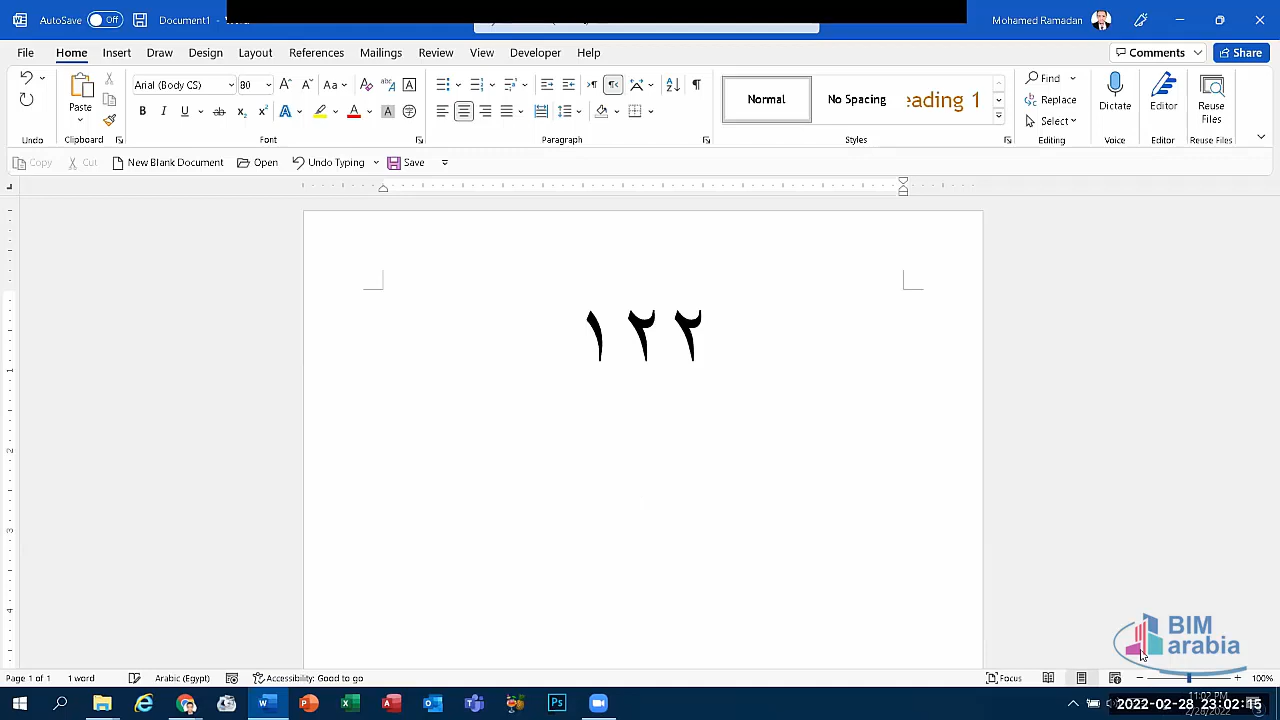 AutoSave Off Document1 - Mohamed Ramadan
File Home Insert Draw Design Layout References Mailings Review View Developer Help Comments Share
Arial (Body CS) 80 Aa Normal No Spacing eading 1 Find Replace Select
Paste Dictate Editor Reuse Files
Undo Clipboard Font Paragraph Styles Editing Voice Editor Reuse Files
Copy Cut New Blank Document Open Undo Typing Save
١٢٢
BIM
arabia
Page 1 of 1 1 word Arabic (Egypt) Accessibility: Good to go Focus 100%
11:02 PM
2022-02-28 23:02:15